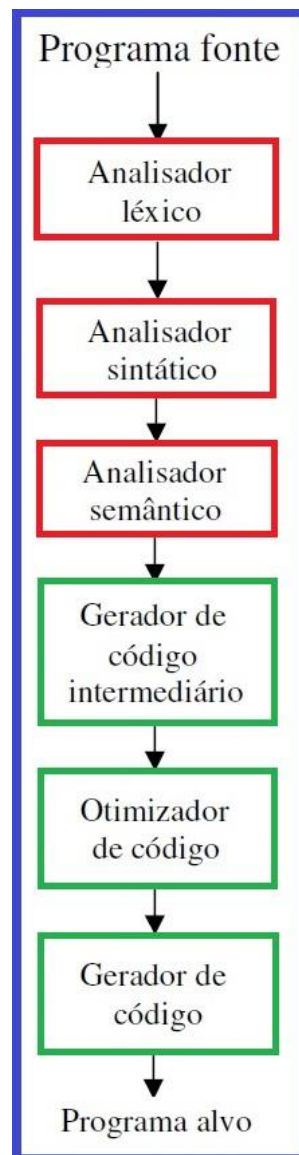 Programa fonte
Analisador
léxico
Analisador
sintático
Analisador
semântico
Gerador de
código
intermediário
Otimizador
de código
Gerador de
código
Programa alvo